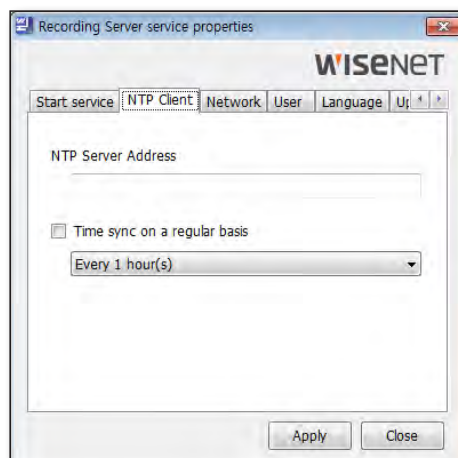 Recording Server service properties
WISENET
Start service NTP Client Network User Language
NTP Server Address
Time sync on a regular basis
Every 1 hour(s)
Apply Close